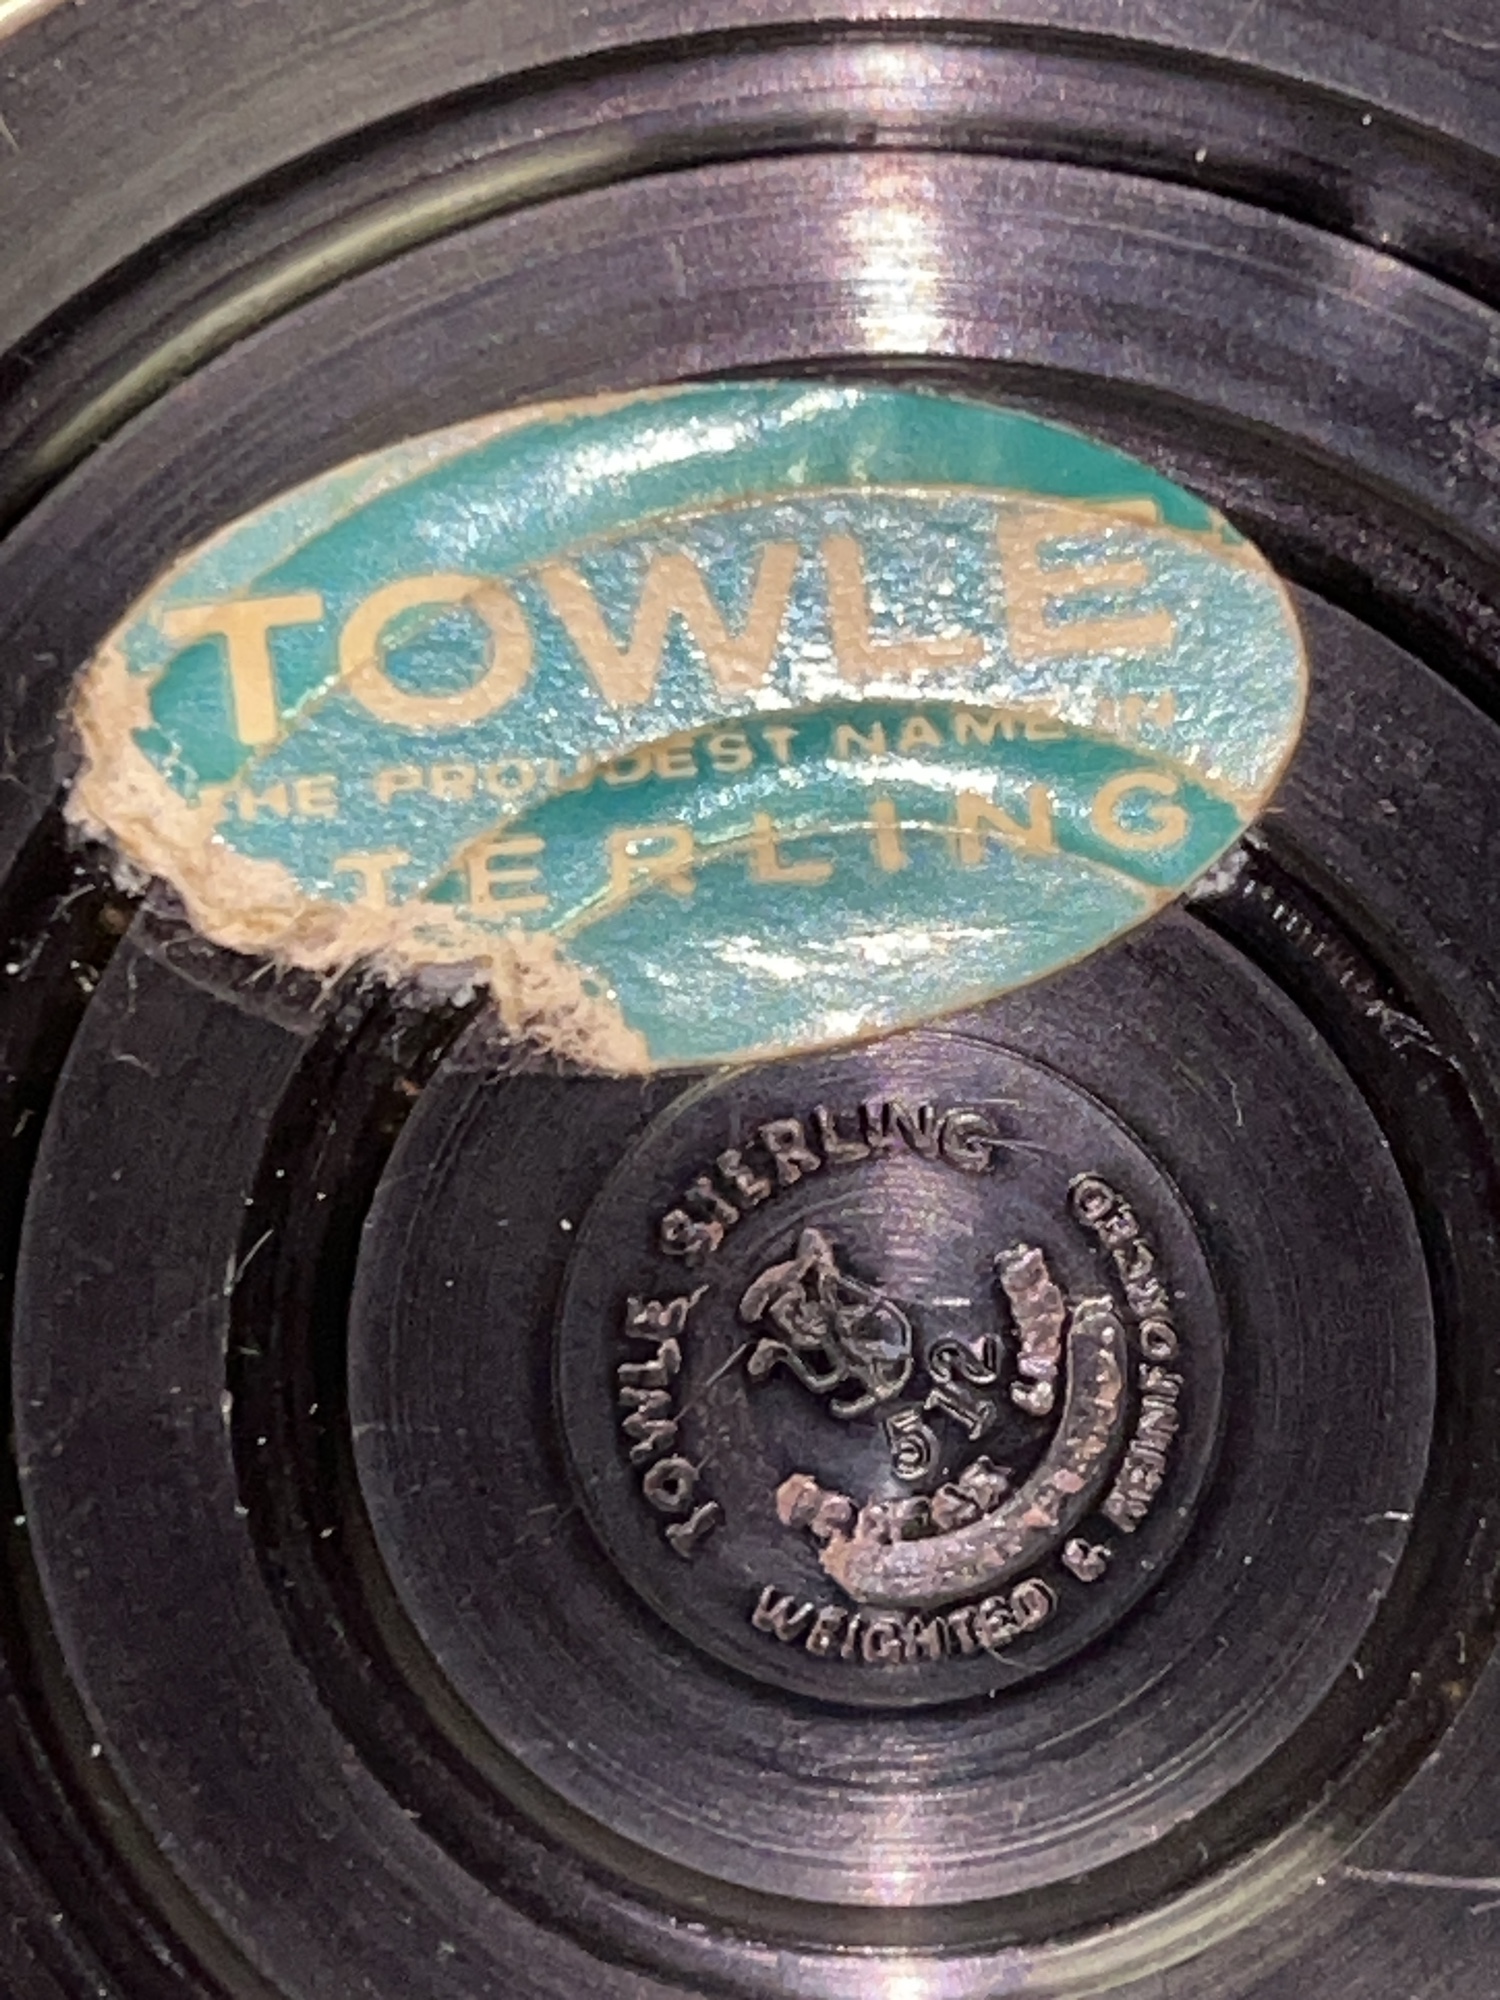 TOWLE
THE PROUDEST NAME IN
TERLING
TOWLE STERLING
512
WEIGHTED & REINFORCED